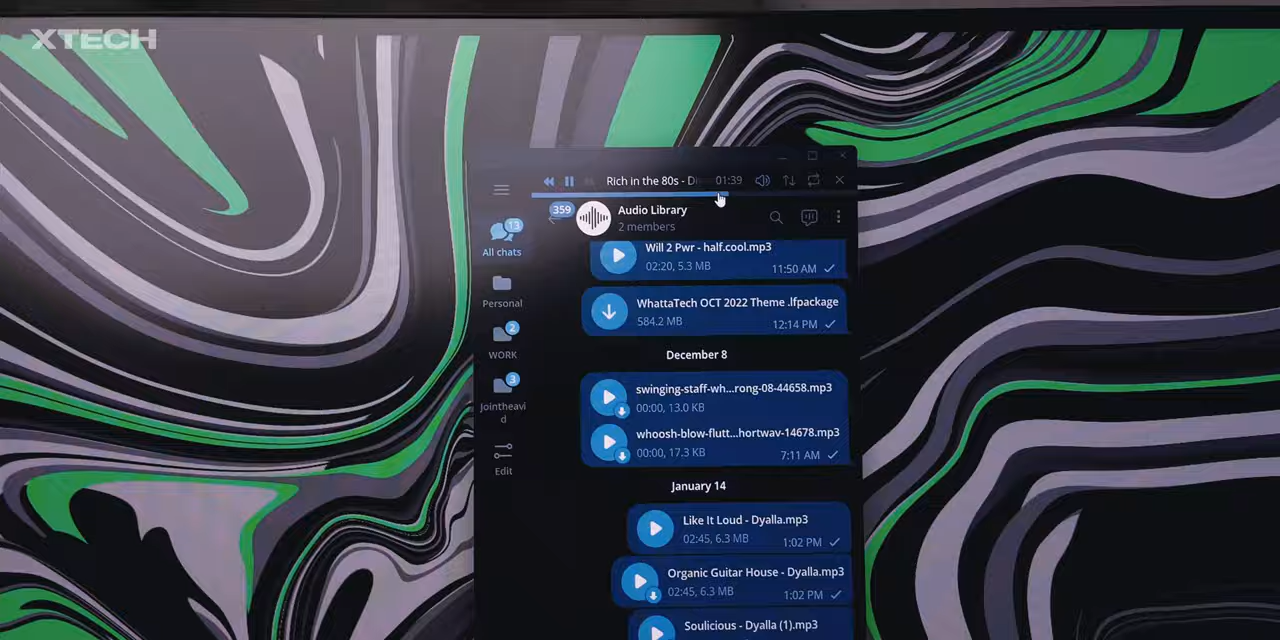 XTECH
Rich in the 80s - D
01:39
359
Audio Library
2 members
13
All chats
Personal
2
WORK
3
Jointheavi
d
Edit
Will 2 Pwr - half.cool.mp3
02:20, 5.3 MB
11:50 AM
WhattaTech OCT 2022 Theme .lfpackage
584.2 MB
12:14 PM
December 8
swinging-staff-wh...rong-08-44658.mp3
00:00, 13.0 KB
whoosh-blow-flutt...hortwav-14678.mp3
00:00, 17.3 KB
7:11 AM
January 14
Like It Loud - Dyalla.mp3
02:45, 6.3 MB
1:02 PM
Organic Guitar House - Dyalla.mp3
02:45, 6.3 MB
1:02 PM
Soulicious - Dyalla (1).mp3